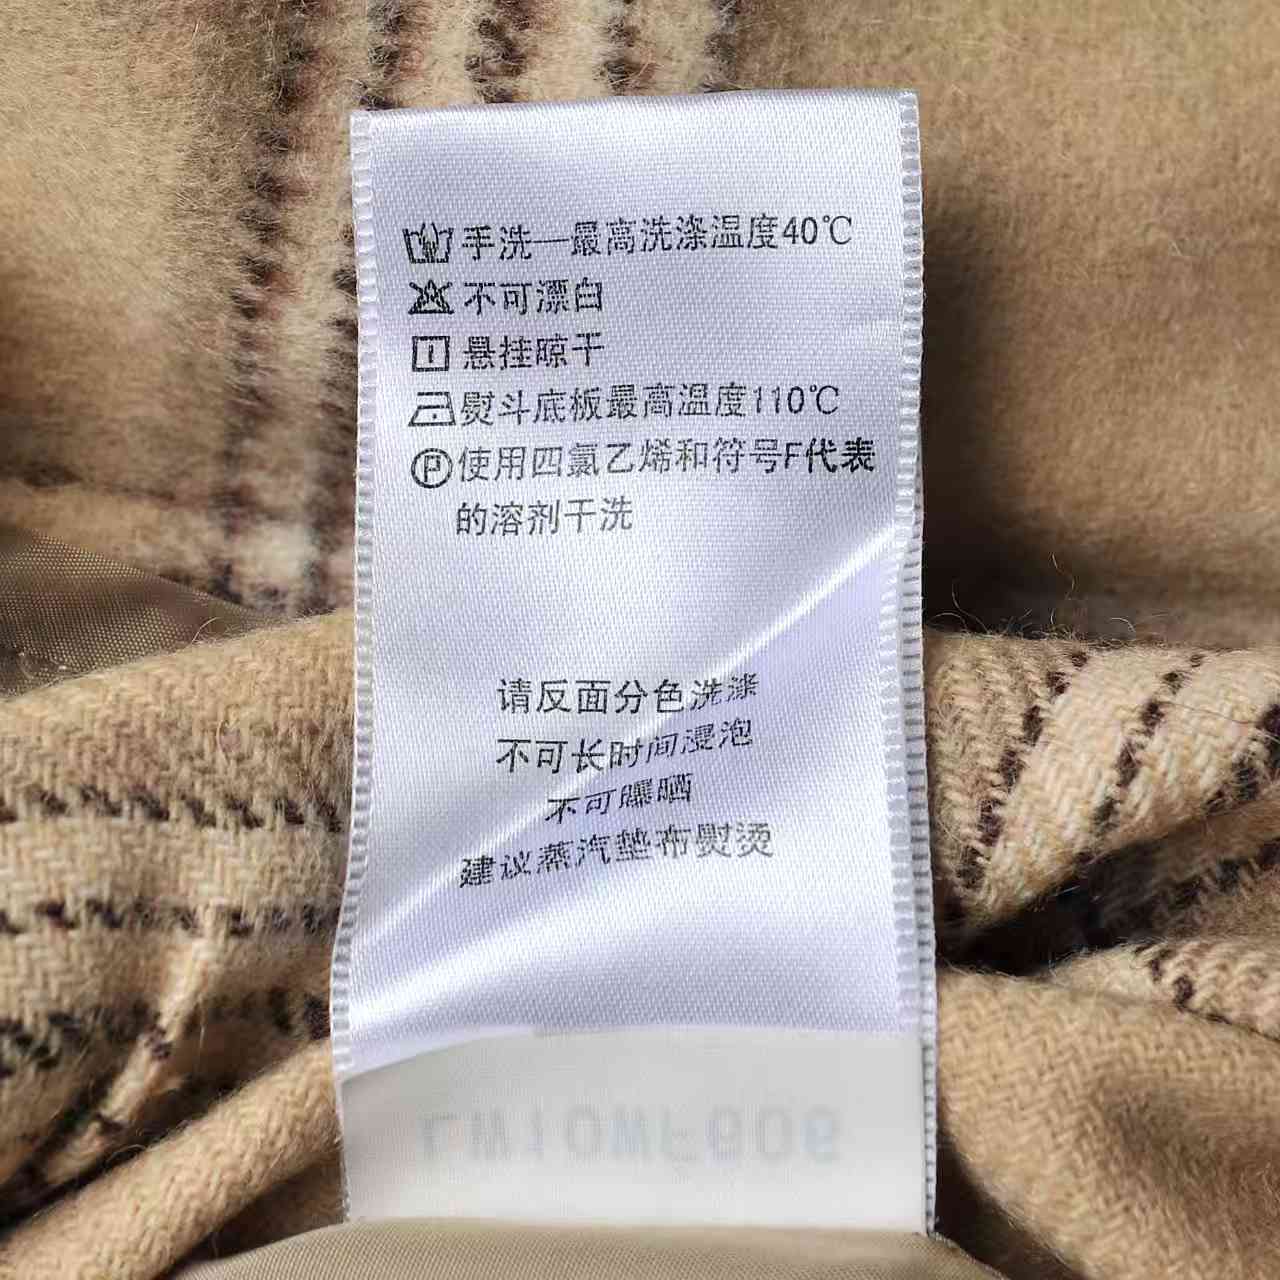 手洗—最高洗涤温度40℃
不可漂白
悬挂晾干
熨斗底板最高温度110℃
P使用四氯乙烯和符号F代表
的溶剂干洗
请反面分色洗涤
不可长时间浸泡
不可曝晒
建议蒸汽垫布熨烫